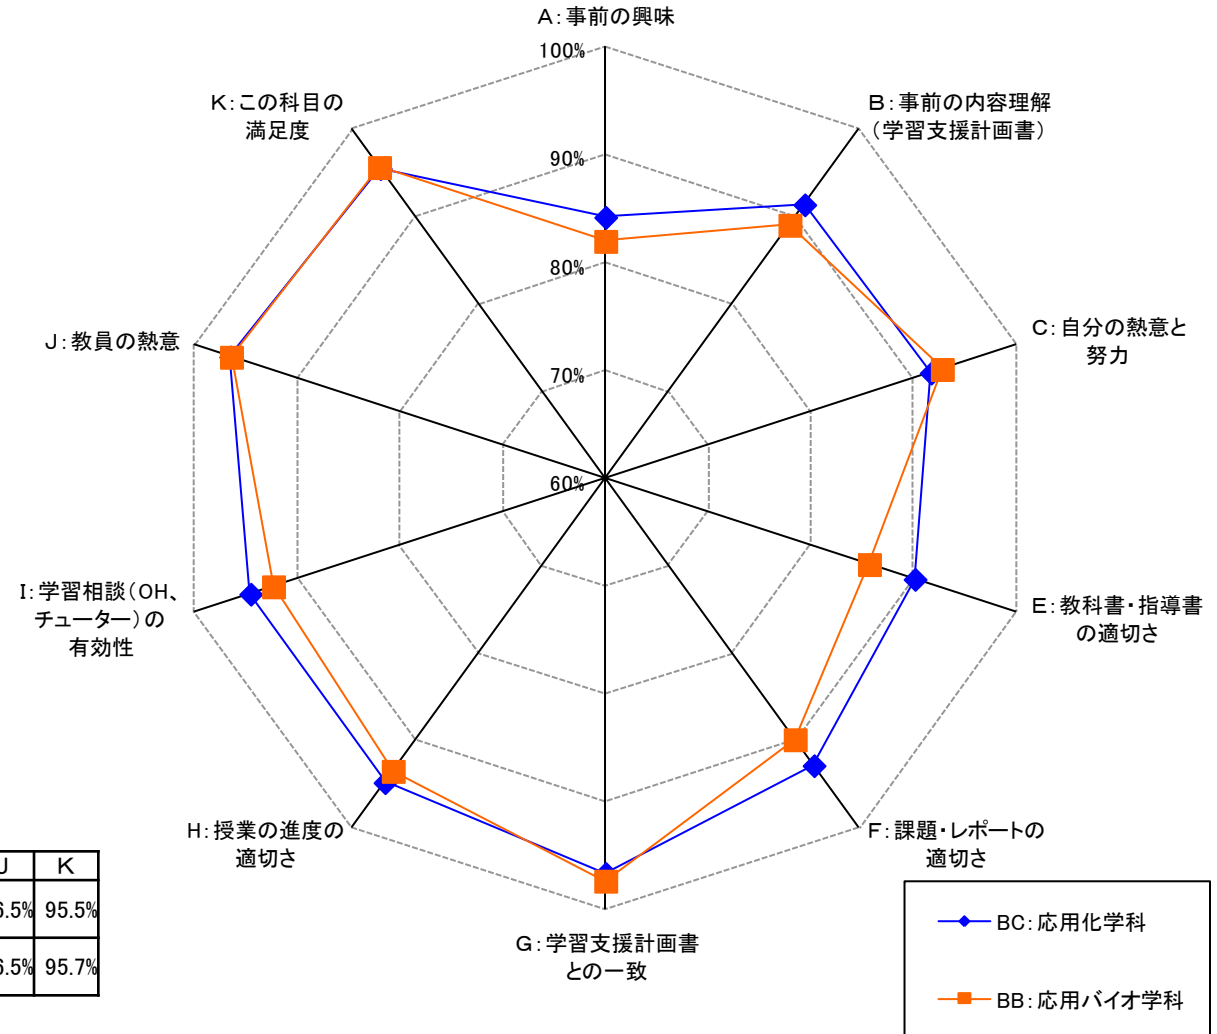 A：事前の興味
100%
K：この科目の
満足度
B：事前の内容理解
（学習支援計画書）
90%
80%
J：教員の熱意
C：自分の熱意と
努力
70%
60%
I：学習相談（OH、
チューター）の
有効性
E：教科書・指導書
の適切さ
H：授業の進度の
適切さ
F：課題・レポートの
適切さ
J K
6.5% 95.5%
6.5% 95.7%
G：学習支援計画書
との一致
BC：応用化学科
BB：応用バイオ学科